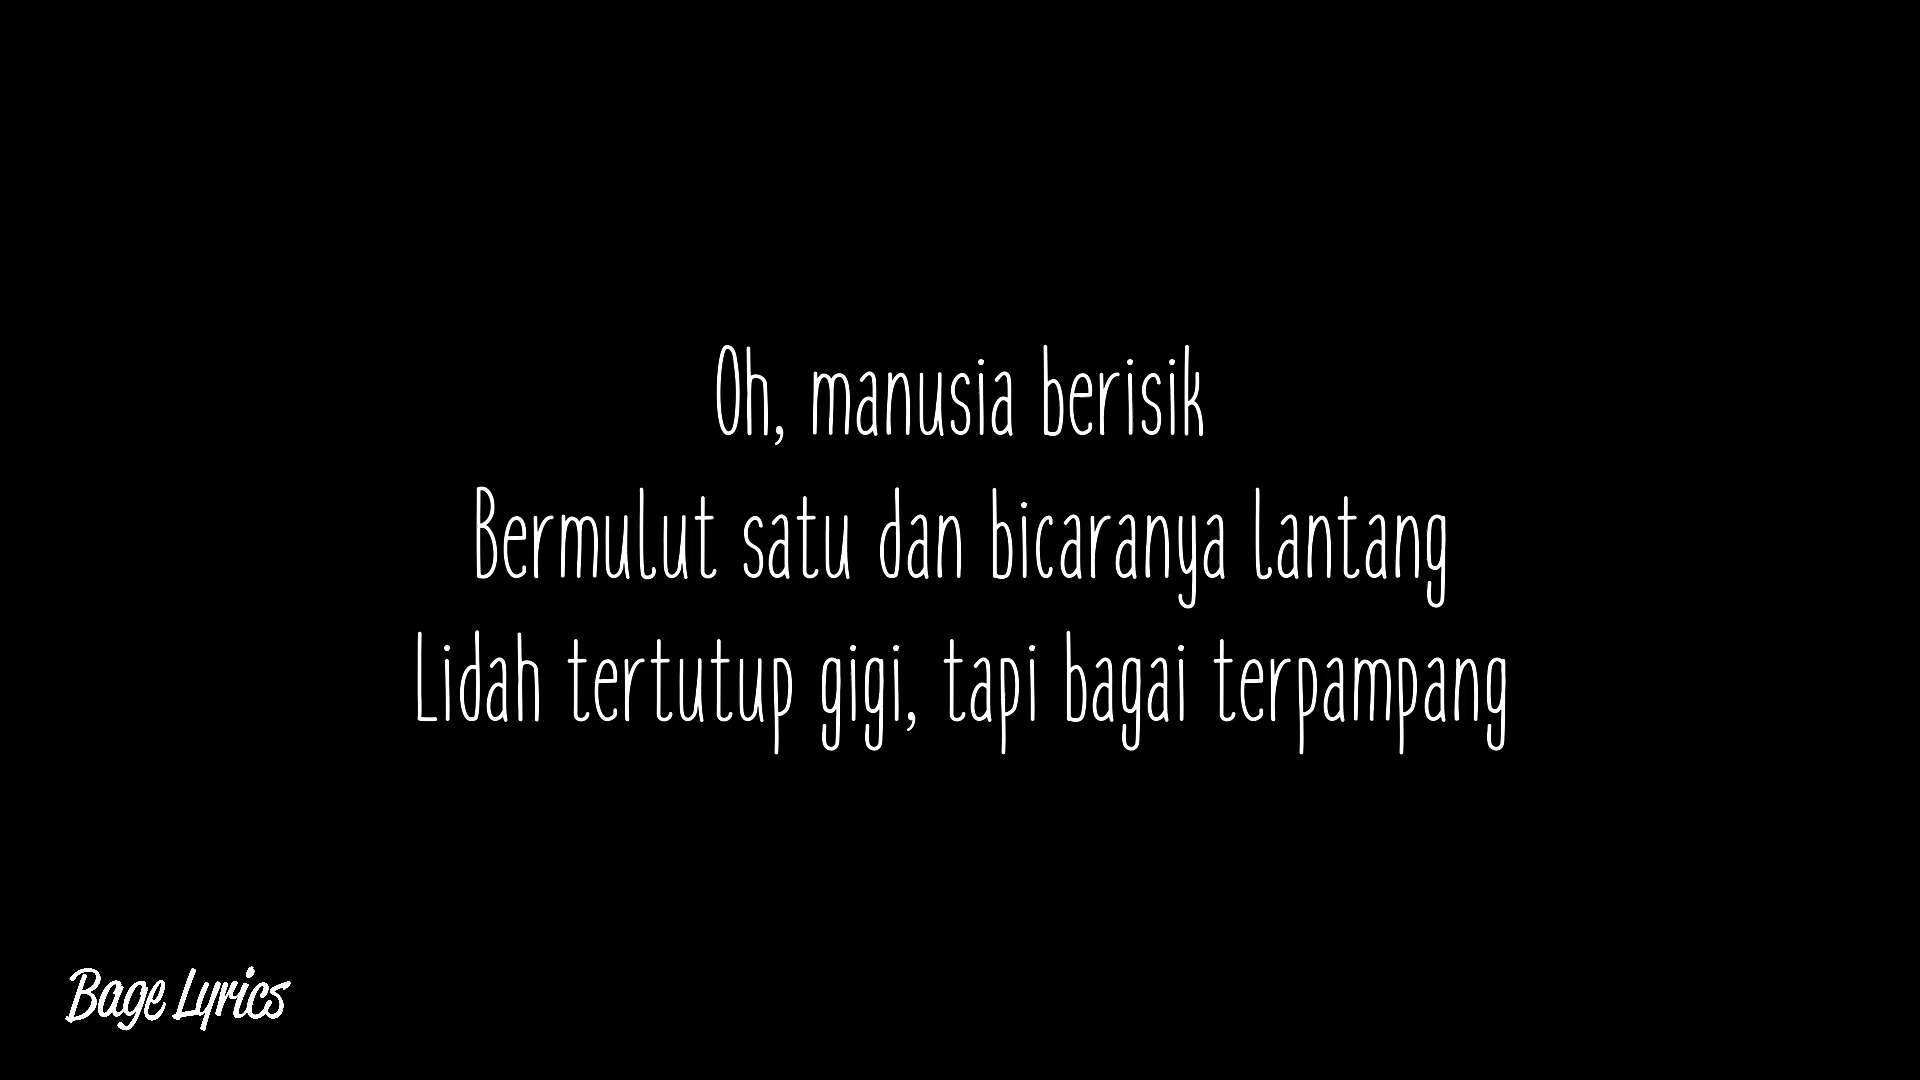 Oh, manusia berisik
Bermulut satu dan bicaranya lantang
Lidah tertutup gigi, tapi bagai terpampang
Bage Lyrics